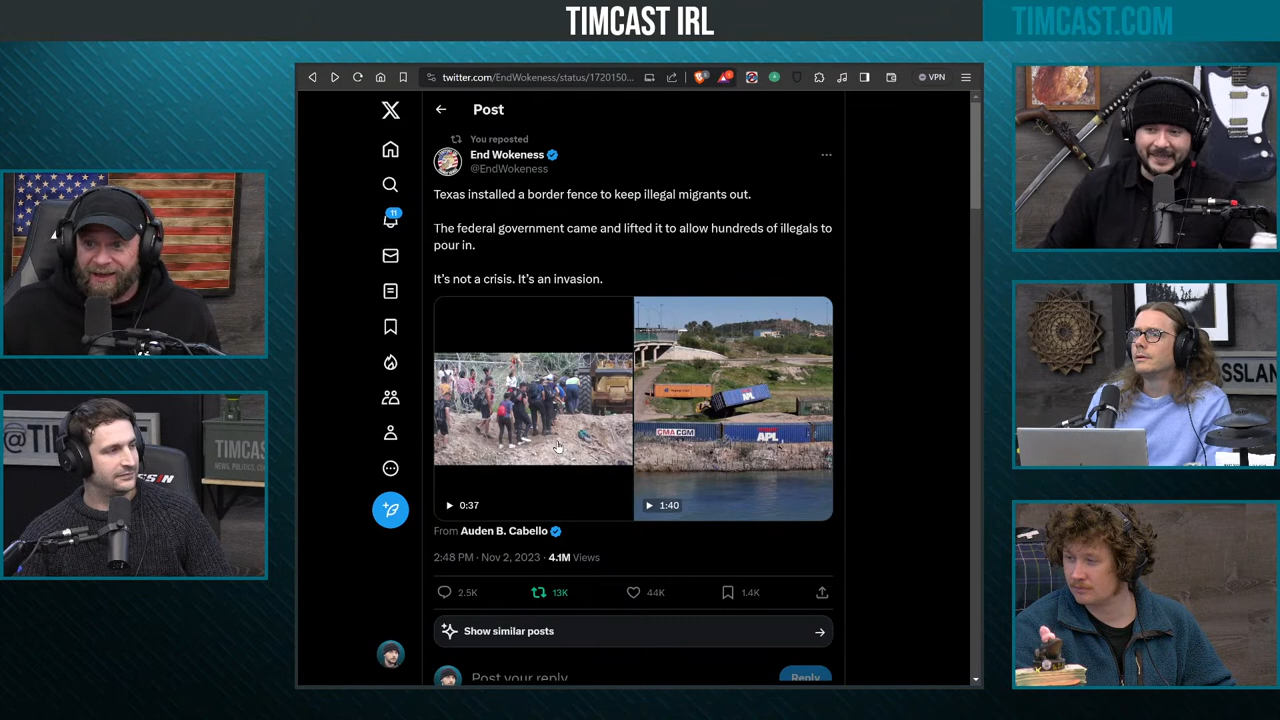 TIMCAST IRL
TIMCAST.COM
twitter.com/EndWokeness/status/1720150...
VPN
Post
You reposted
End Wokeness
@EndWokeness
Texas installed a border fence to keep illegal migrants out.
The federal government came and lifted it to allow hundreds of illegals to
pour in.
It's not a crisis. It's an invasion.
11
APL
CMA CGM
APL
0:37
1:40
From Auden B. Cabello
2:48 PM · Nov 2, 2023 · 4.1M Views
2.5K
13K
44K
1.4K
Show similar posts
Post your reply
Reply
TIMCAST